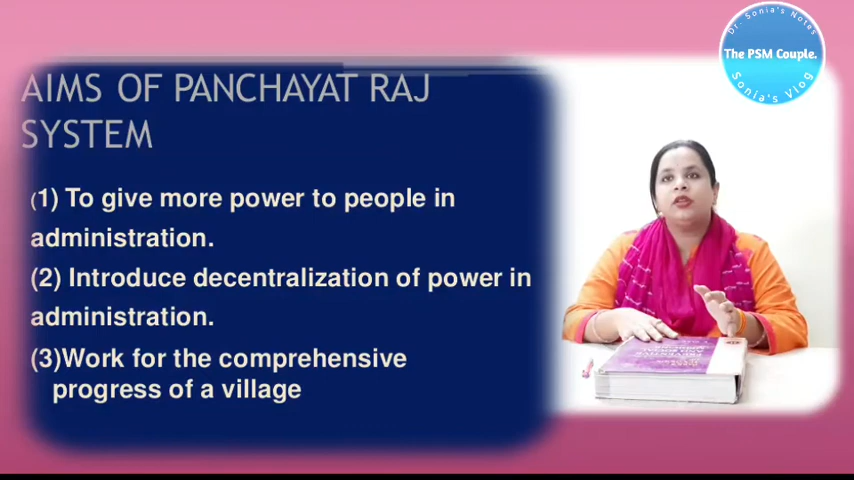 Dr. Sonia's Notes
The PSM Couple.
Sonia's Vlog
AIMS OF PANCHAYAT RAJ
SYSTEM
(1) To give more power to people in
administration.
(2) Introduce decentralization of power in
administration.
(3)Work for the comprehensive
progress of a village